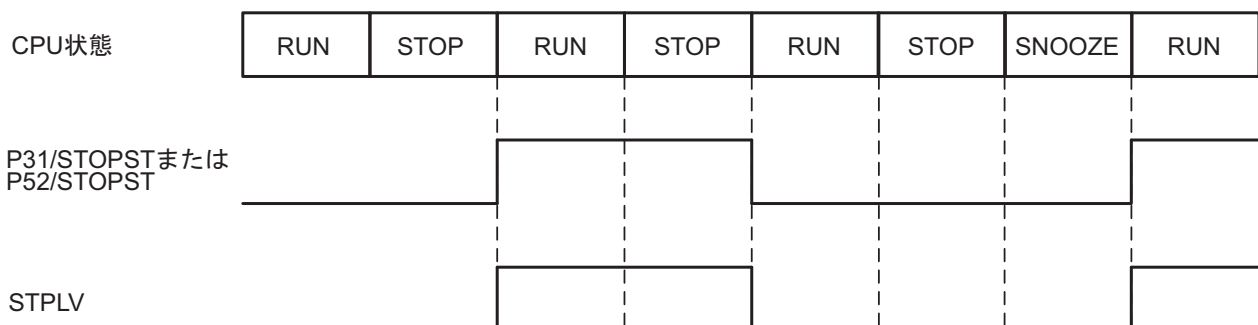 CPU状態 RUN STOP RUN STOP RUN STOP SNOOZE RUN
P31/STOPSTまたは
P52/STOPST
STPLV